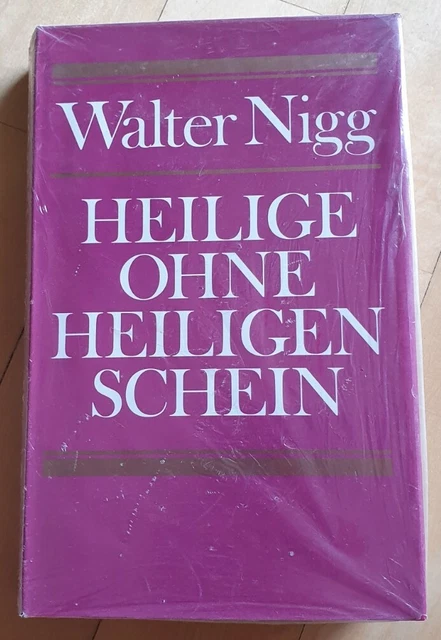 Walter Nigg
HEILIGE
OHNE
HEILIGEN
SCHEIN